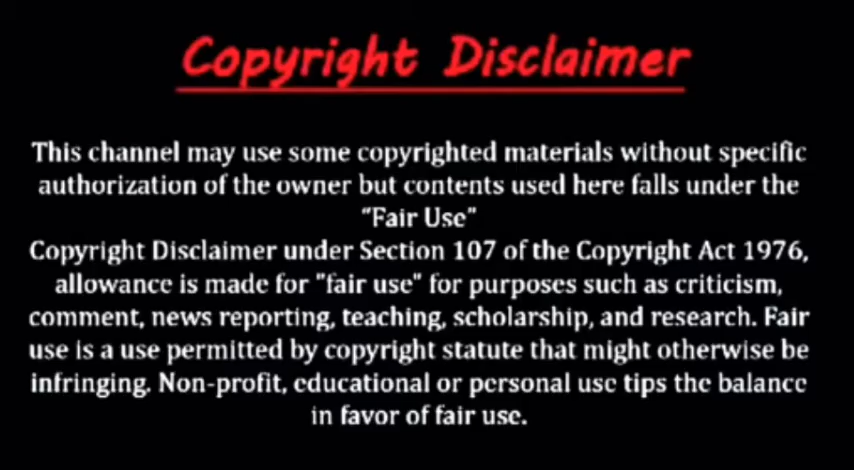 Copyright Disclaimer
This channel may use some copyrighted materials without specific
authorization of the owner but contents used here falls under the
"Fair Use"
Copyright Disclaimer under Section 107 of the Copyright Act 1976,
allowance is made for "fair use" for purposes such as criticism,
comment, news reporting, teaching, scholarship, and research. Fair
use is a use permitted by copyright statute that might otherwise be
infringing. Non-profit, educational or personal use tips the balance
in favor of fair use.